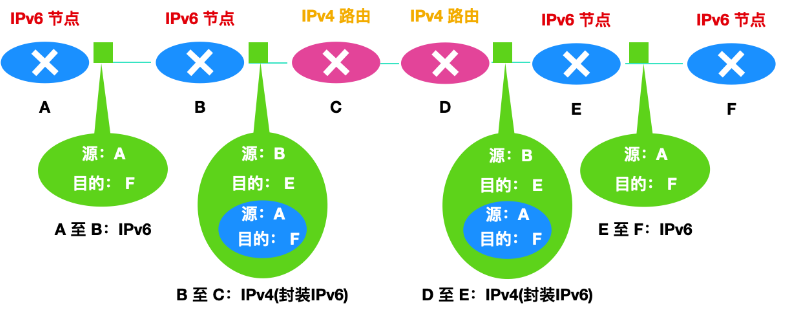 IPv6 节点
IPv6 节点
IPv4 路由
IPv4 路由
IPv6 节点
IPv6 节点
A
B
C
D
E
F
源：A
目的： F
源：B
目的： E
源：A
目的： F
源：B
目的： E
源：A
目的： F
源：A
目的： F
A 至 B：IPv6
B 至 C：IPv4(封装IPv6)
D 至 E：IPv4(封装IPv6)
E 至 F：IPv6